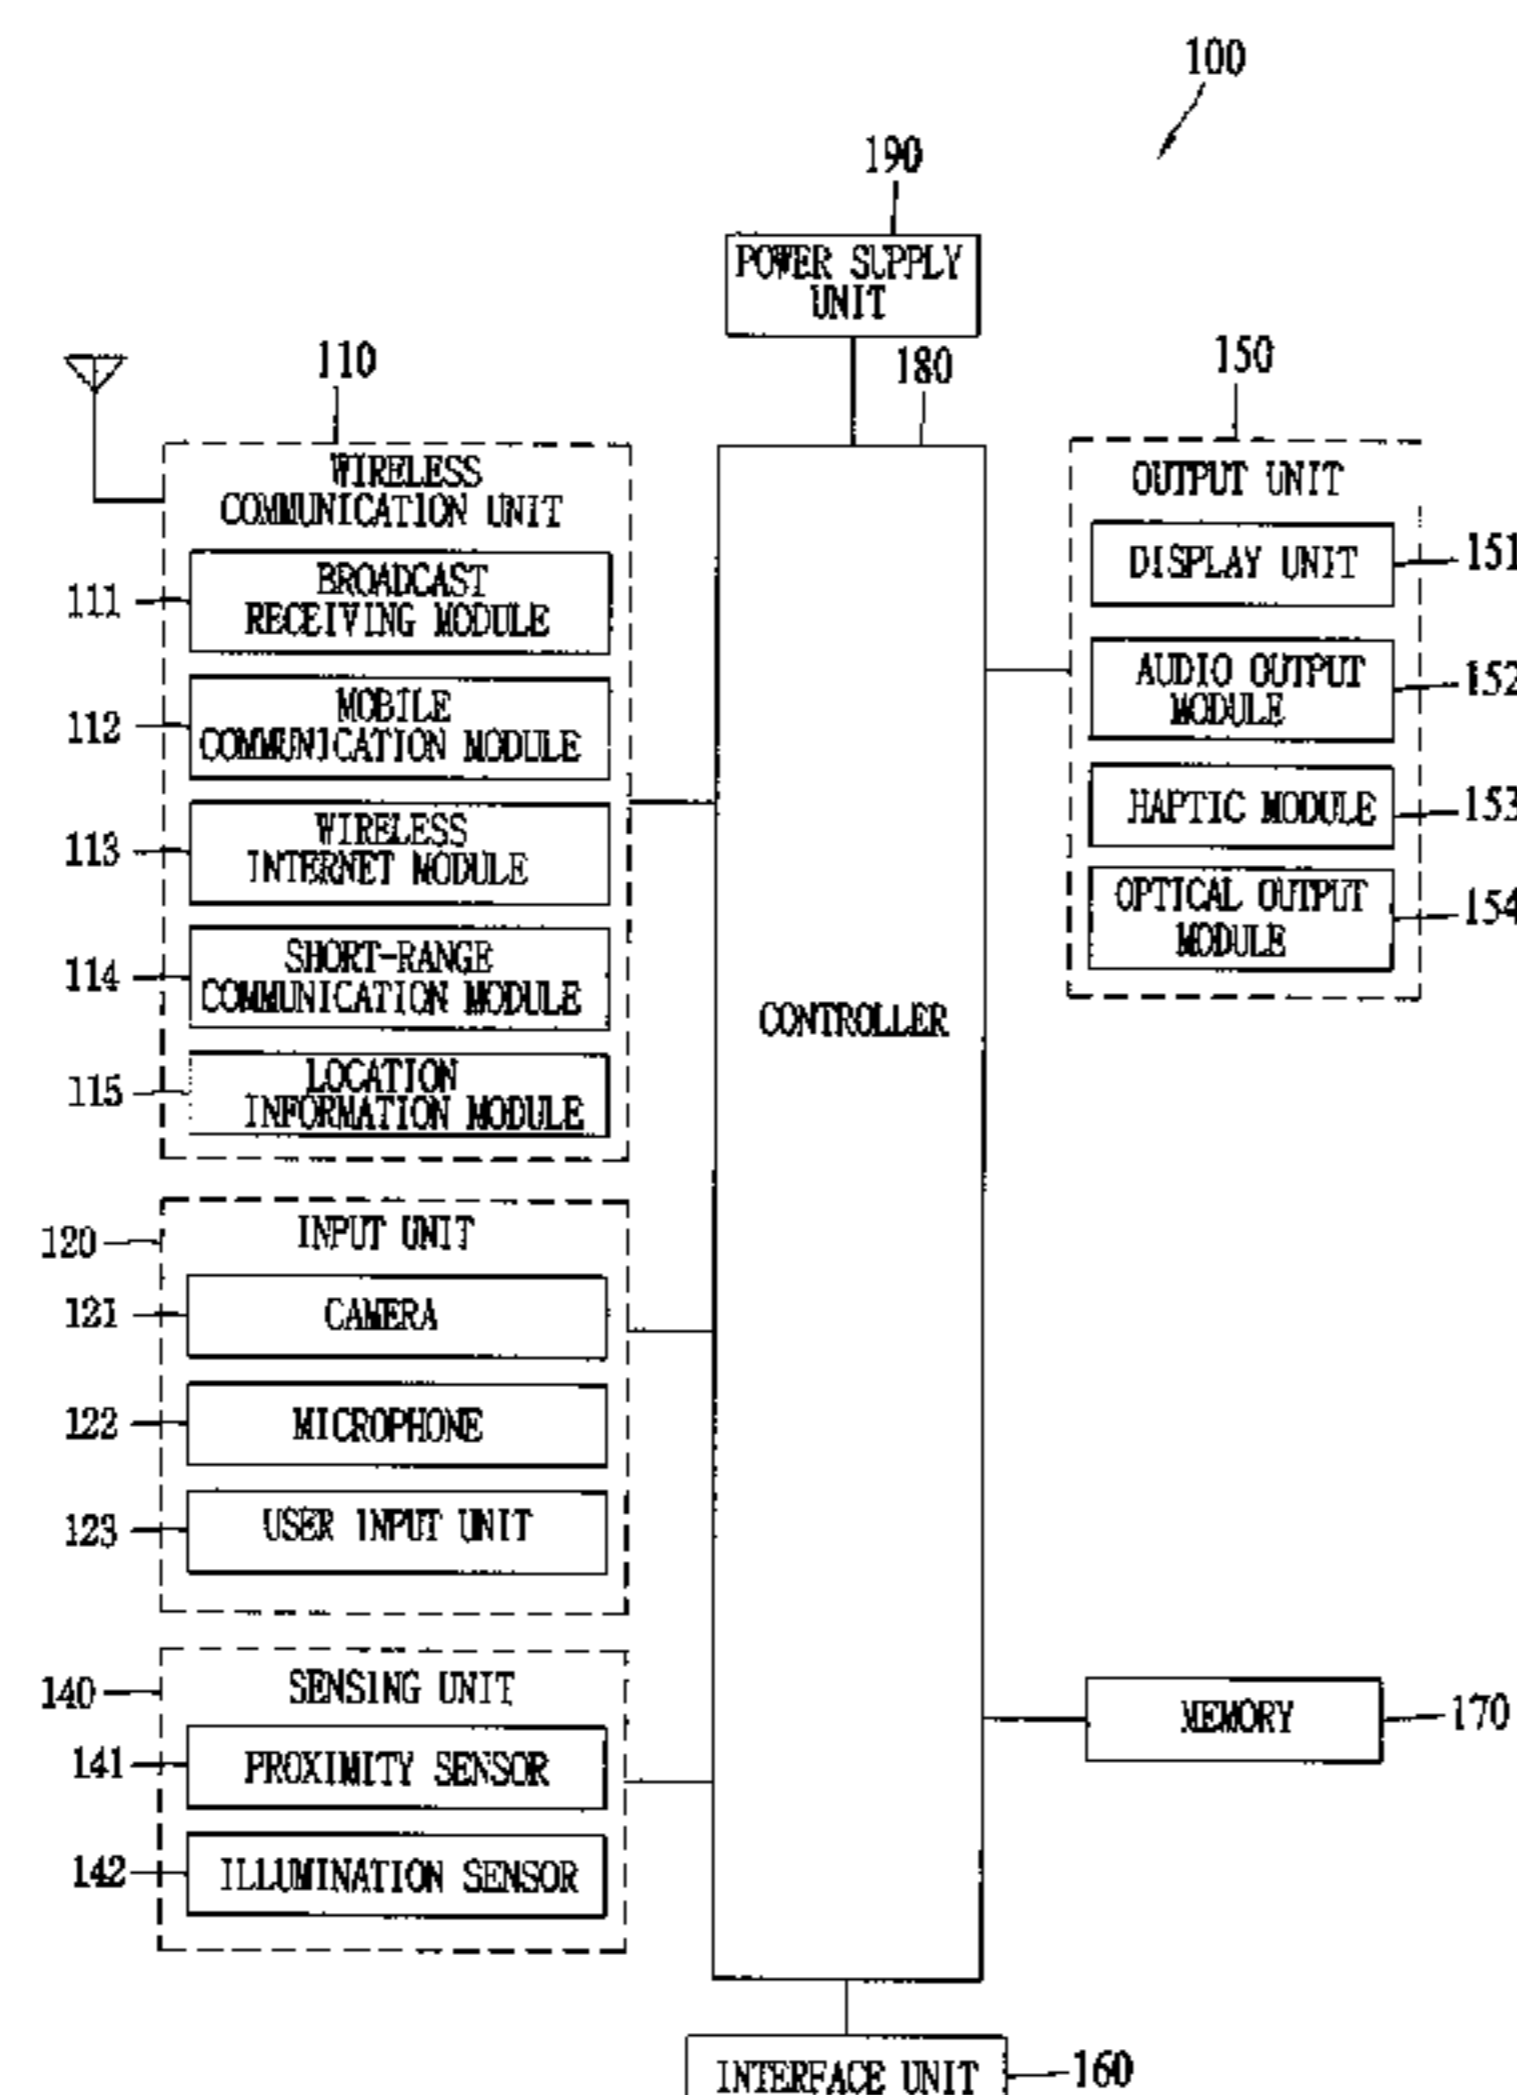 100
190
POWER SUPPLY
UNIT
110
180
150
WIRELESS
COMMUNICATION UNIT
111
BROADCAST
RECEIVING MODULE
112
MOBILE
COMMUNICATION MODULE
113
WIRELESS
INTERNET MODULE
114
SHORT-RANGE
COMMUNICATION MODULE
115
LOCATION
INFORMATION MODULE
120
INPUT UNIT
121
CAMERA
122
MICROPHONE
123
USER INPUT UNIT
140
SENSING UNIT
141
PROXIMITY SENSOR
142
ILLUMINATION SENSOR
CONTROLLER
OUTPUT UNIT
DISPLAY UNIT
151
AUDIO OUTPUT
MODULE
152
HAPTIC MODULE
153
OPTICAL OUTPUT
MODULE
154
MEMORY
170
INTERFACE UNIT
160